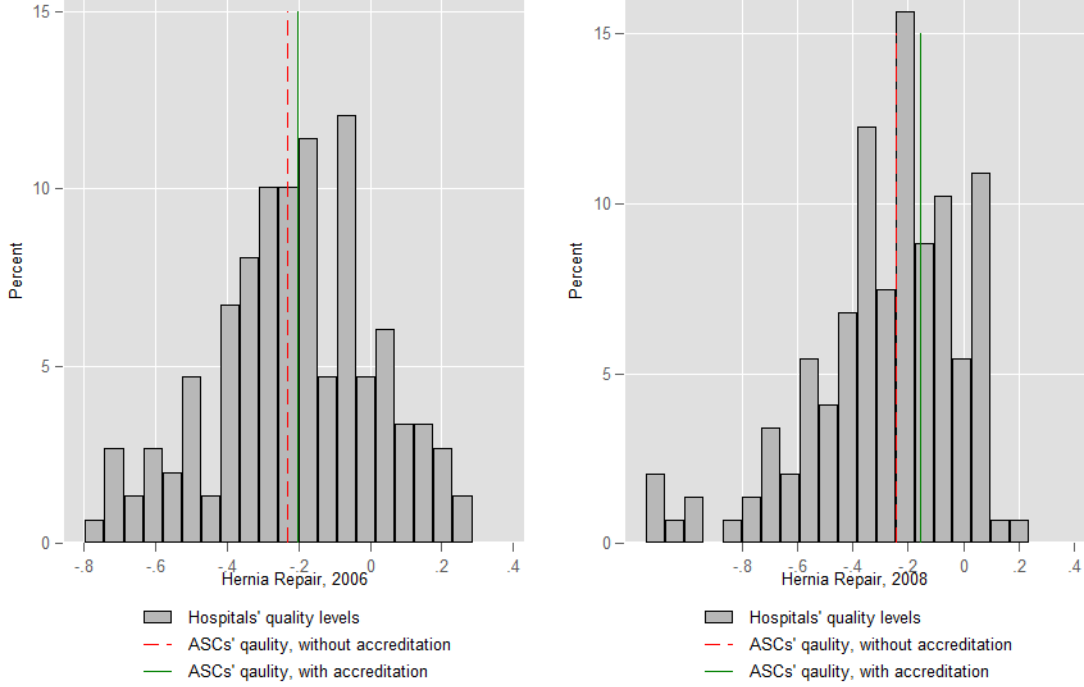 15
10
5
0
Percent
-.8 -.6 -.4 -.2 0 .2 .4
Hernia Repair, 2006
Hospitals' quality levels
ASCs' qaulity, without accreditation
ASCs' qaulity, with accreditation
15
10
5
0
Percent
-.8 -.6 -.4 -.2 0 .2 .4
Hernia Repair, 2008
Hospitals' quality levels
ASCs' qaulity, without accreditation
ASCs' qaulity, with accreditation